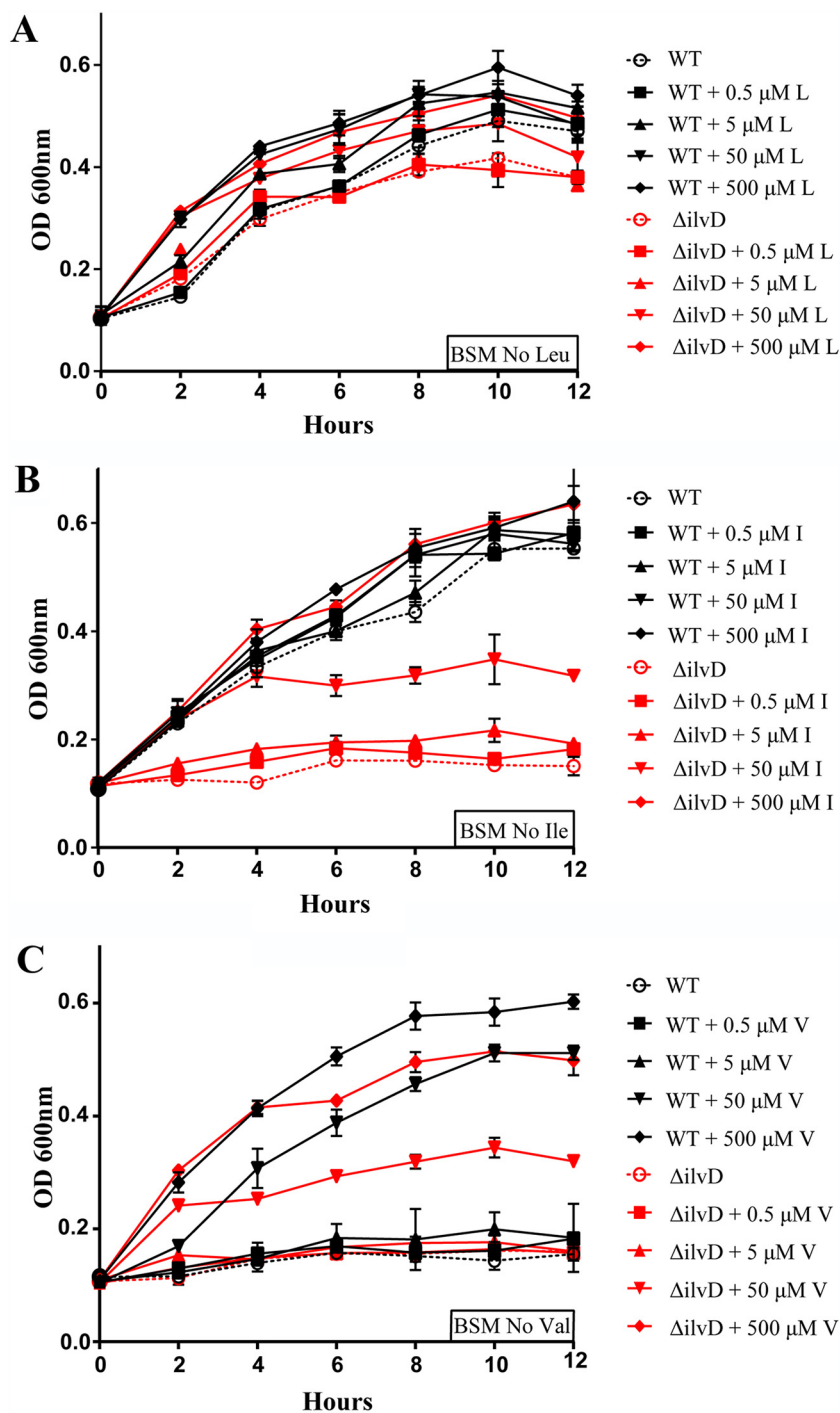 A
OD 600nm
0.6
0.4
0.2
0.0
0 2 4 6 8 10 12
Hours
BSM No Leu
WT
WT + 0.5 μM L
WT + 5 μM L
WT + 50 μM L
WT + 500 μM L
ΔilvD
ΔilvD + 0.5 μM L
ΔilvD + 5 μM L
ΔilvD + 50 μM L
ΔilvD + 500 μM L
B
OD 600nm
0.6
0.4
0.2
0.0
0 2 4 6 8 10 12
Hours
BSM No Ile
WT
WT + 0.5 μM I
WT + 5 μM I
WT + 50 μM I
WT + 500 μM I
ΔilvD
ΔilvD + 0.5 μM I
ΔilvD + 5 μM I
ΔilvD + 50 μM I
ΔilvD + 500 μM I
C
OD 600nm
0.6
0.4
0.2
0.0
0 2 4 6 8 10 12
Hours
BSM No Val
WT
WT + 0.5 μM V
WT + 5 μM V
WT + 50 μM V
WT + 500 μM V
ΔilvD
ΔilvD + 0.5 μM V
ΔilvD + 5 μM V
ΔilvD + 50 μM V
ΔilvD + 500 μM V